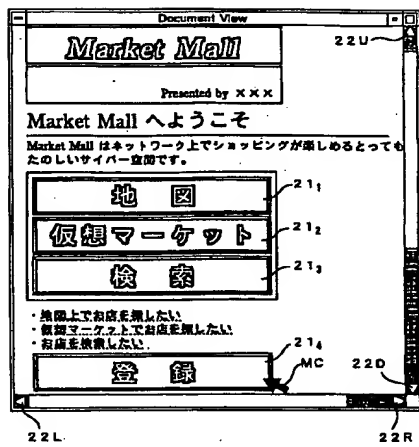 Document View
22U
Market Mall
Presented by ×××
Market Mall へようこそ
Market Mall はネットワーク上でショッピングが楽しめるとっても
たのしいサイバー空間です。
地 図
21₁
仮想マーケット
21₂
検 索
21₃
・地図上でお店を探したい
・仮想マーケットでお店を探したい
・お店を検索したい
21₄
登 録
MC
22D
22L
22R